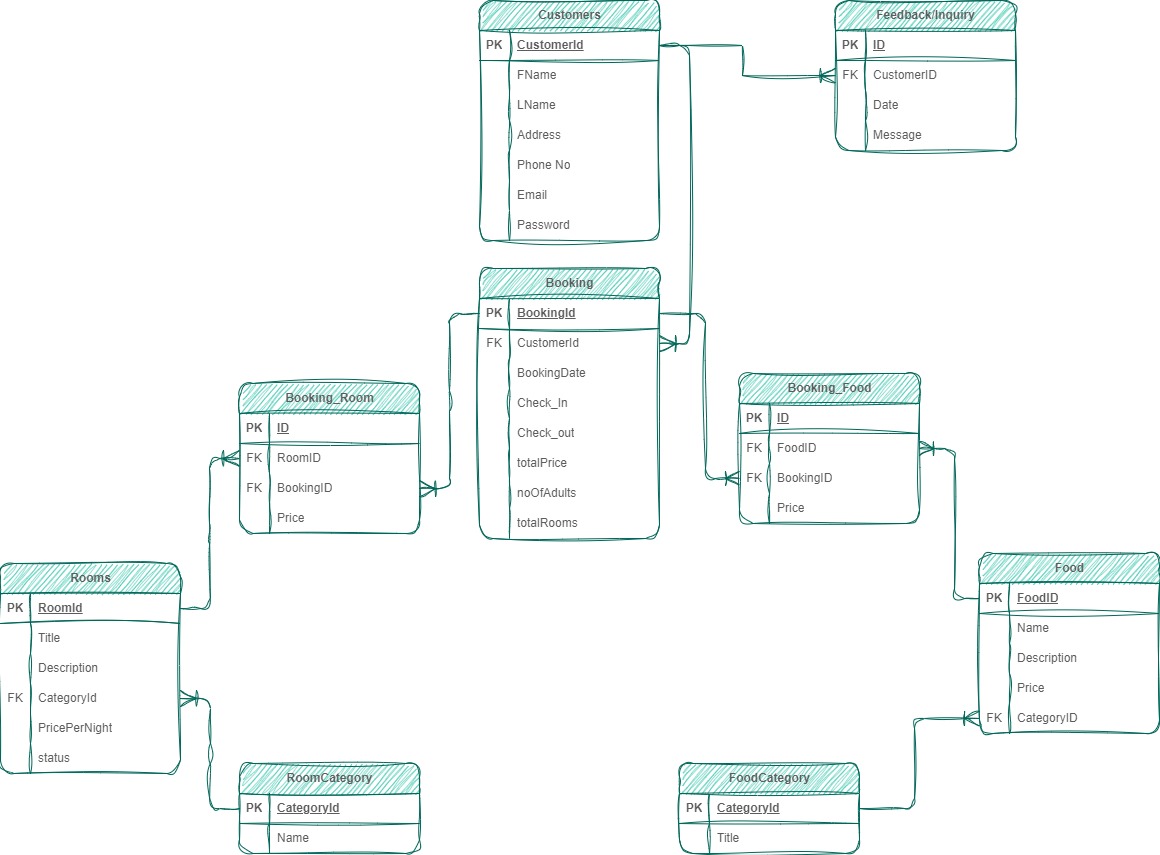 Customers
PK CustomerId
FName
LName
Address
Phone No
Email
Password
Feedback/Inquiry
PK ID
FK CustomerID
Date
Message
Booking
PK BookingId
FK CustomerId
BookingDate
Check_In
Check_out
totalPrice
noOfAdults
totalRooms
Booking_Room
PK ID
FK RoomID
FK BookingID
Price
Booking_Food
PK ID
FK FoodID
FK BookingID
Price
Rooms
PK RoomId
Title
Description
FK CategoryId
PricePerNight
status
Food
PK FoodID
Name
Description
Price
FK CategoryID
RoomCategory
PK CategoryId
Name
FoodCategory
PK CategoryId
Title